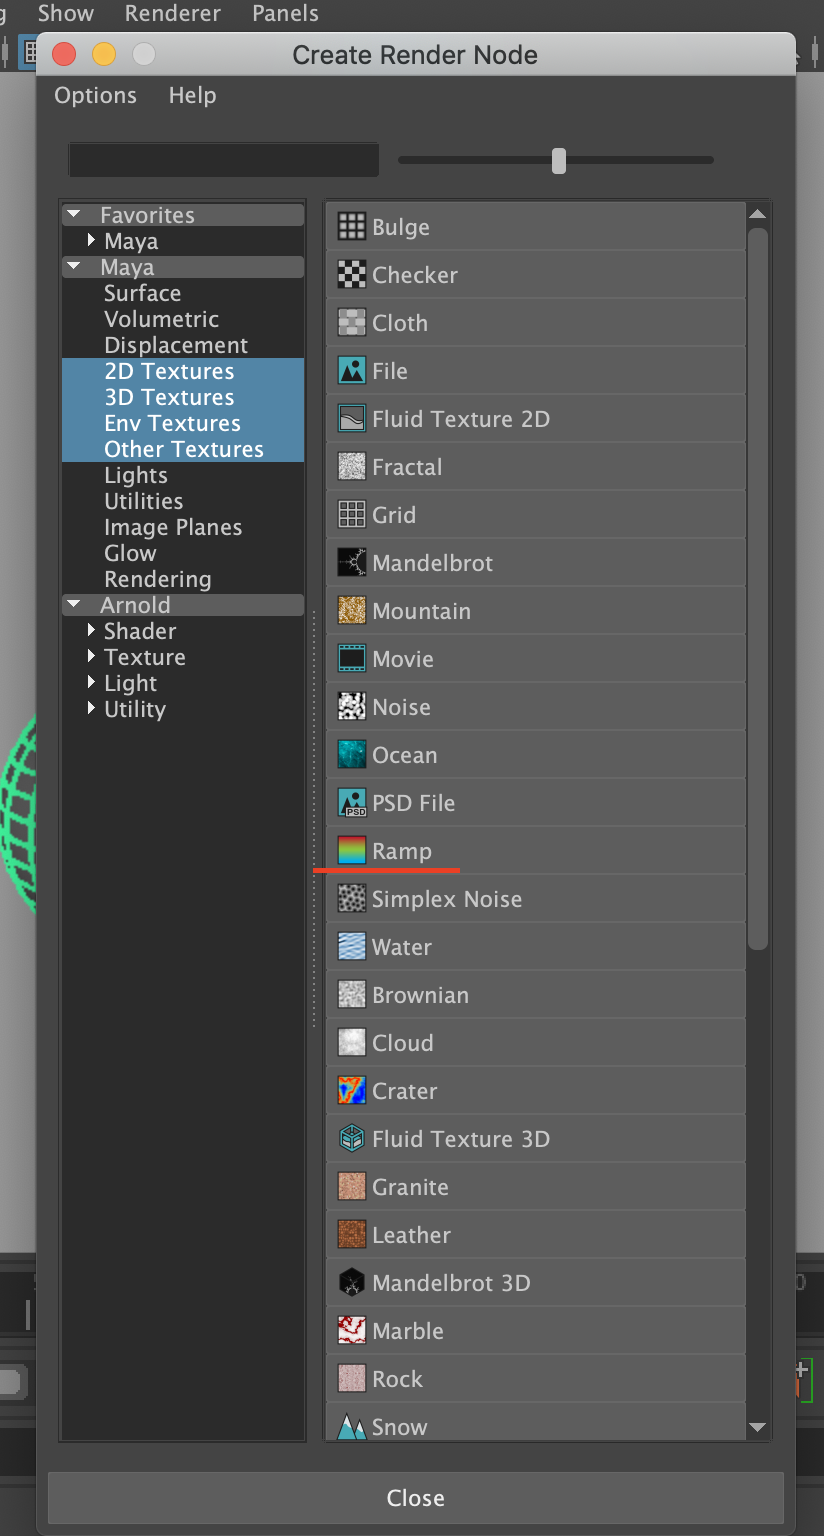 Show Renderer Panels
Create Render Node
Options Help
Favorites
Maya
Maya
Surface
Volumetric
Displacement
2D Textures
3D Textures
Env Textures
Other Textures
Lights
Utilities
Image Planes
Glow
Rendering
Arnold
Shader
Texture
Light
Utility
Bulge
Checker
Cloth
File
Fluid Texture 2D
Fractal
Grid
Mandelbrot
Mountain
Movie
Noise
Ocean
PSD
PSD File
Ramp
Simplex Noise
Water
Brownian
Cloud
Crater
Fluid Texture 3D
Granite
Leather
Mandelbrot 3D
Marble
Rock
Snow
Close